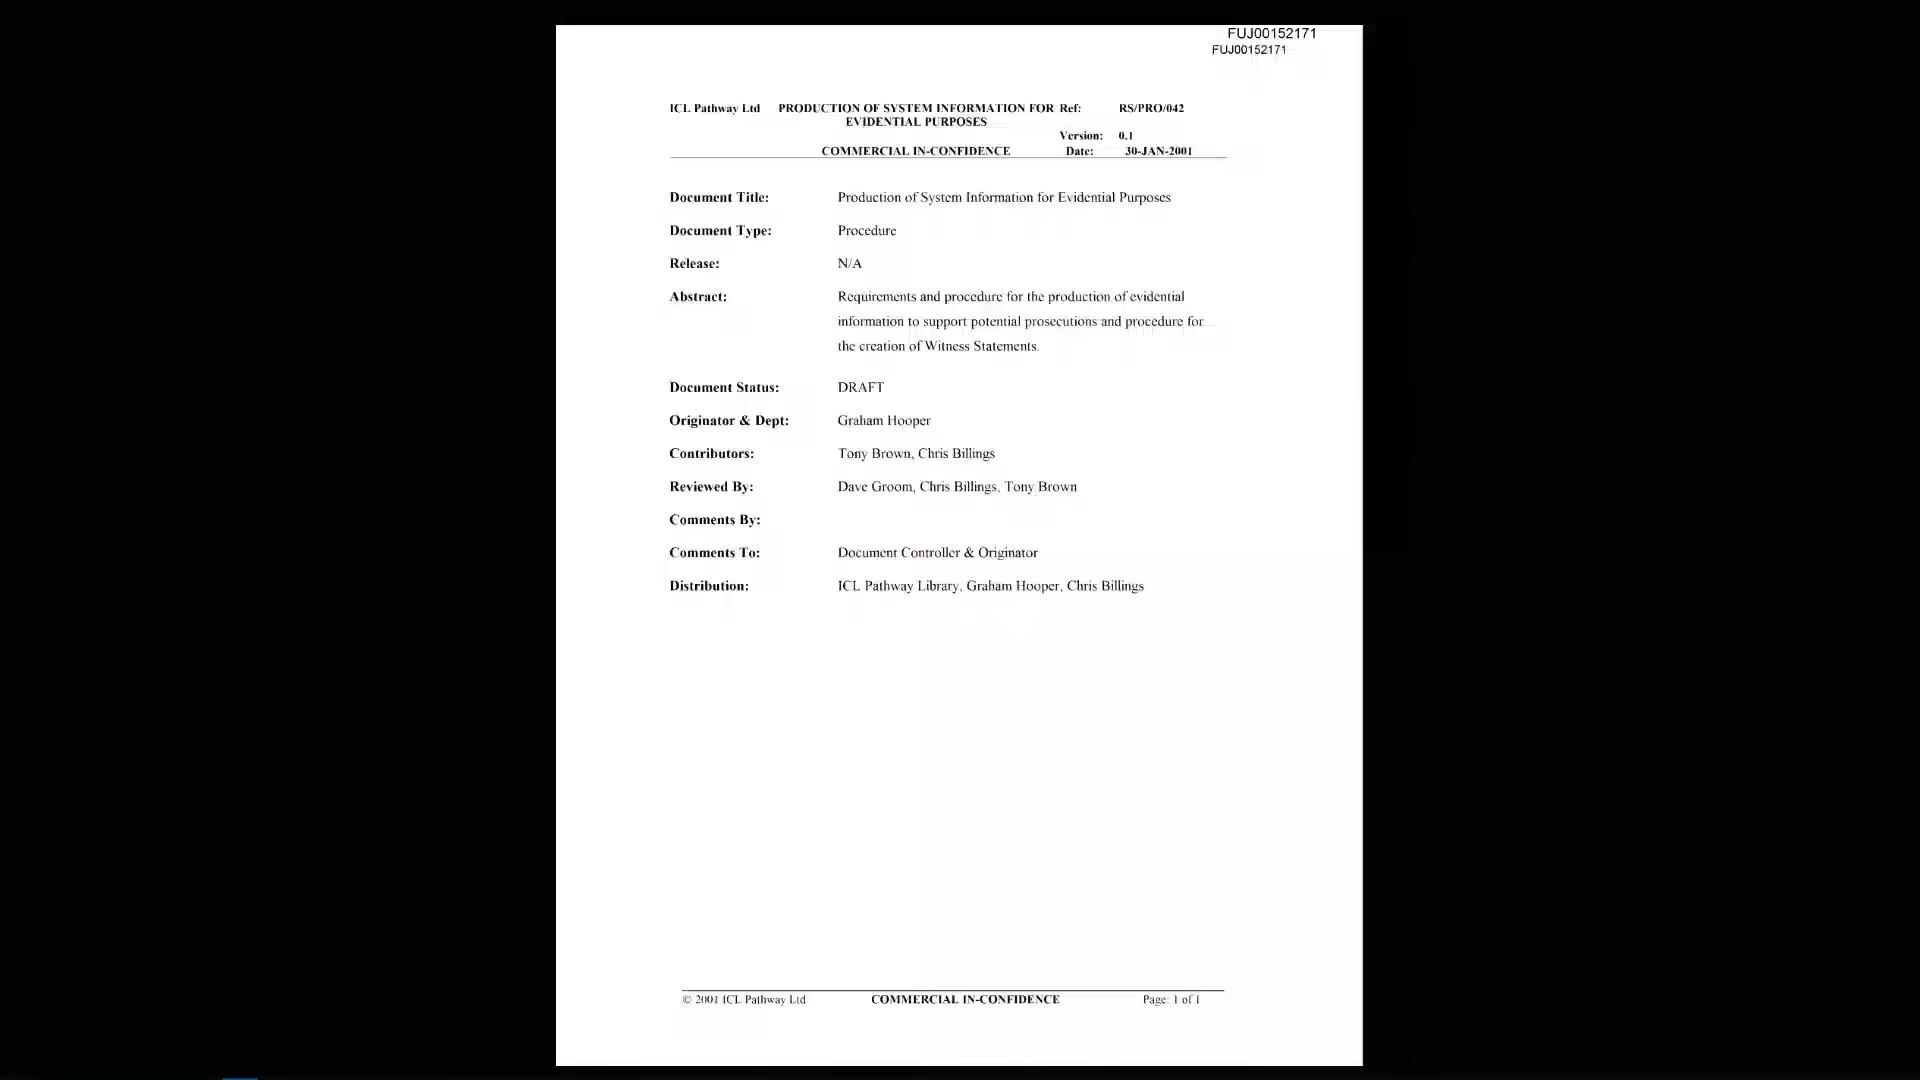 FUJ00152171
FUJ00152171
ICL Pathway Ltd PRODUCTION OF SYSTEM INFORMATION FOR Ref: RS/PRO/042
EVIDENTIAL PURPOSES
Version: 0.1
COMMERCIAL IN-CONFIDENCE Date: 30-JAN-2001
Document Title: Production of System Information for Evidential Purposes
Document Type: Procedure
Release: N/A
Abstract: Requirements and procedure for the production of evidential
information to support potential prosecutions and procedure for
the creation of Witness Statements.
Document Status: DRAFT
Originator & Dept: Graham Hooper
Contributors: Tony Brown, Chris Billings
Reviewed By: Dave Groom, Chris Billings, Tony Brown
Comments By:
Comments To: Document Controller & Originator
Distribution: ICL Pathway Library, Graham Hooper, Chris Billings
© 2001 ICL Pathway Ltd COMMERCIAL IN-CONFIDENCE Page: 1 of 1